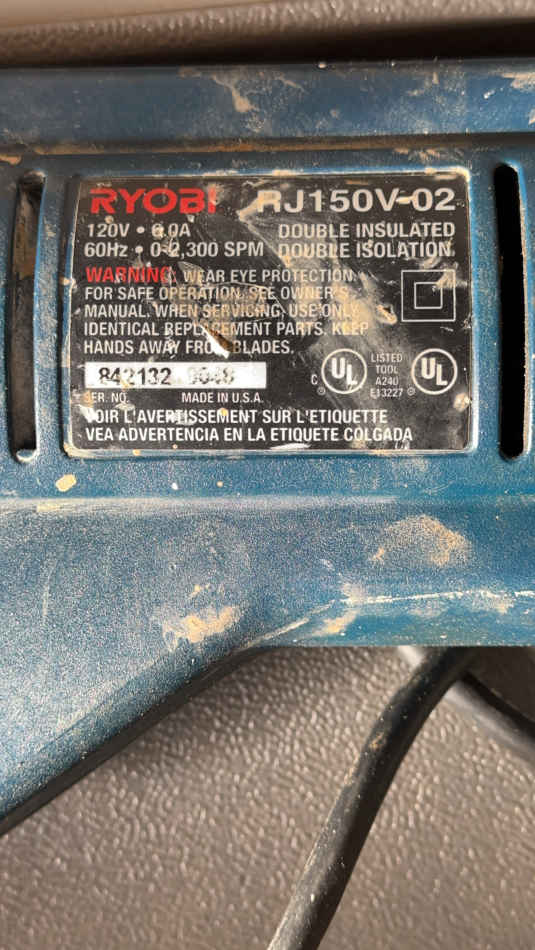 RYOBI RJ150V-02
120V • 6.0A DOUBLE INSULATED
60Hz • 0-2,300 SPM DOUBLE ISOLATION
WARNING: WEAR EYE PROTECTION.
FOR SAFE OPERATION, SEE OWNER'S
MANUAL. WHEN SERVICING, USE ONLY
IDENTICAL REPLACEMENT PARTS. KEEP
HANDS AWAY FROM BLADES.
C UL ® LISTED TOOL A240 E13227 UL ®
842132
SER. NO. MADE IN U.S.A.
VOIR L'AVERTISSEMENT SUR L'ETIQUETTE
VEA ADVERTENCIA EN LA ETIQUETE COLGADA